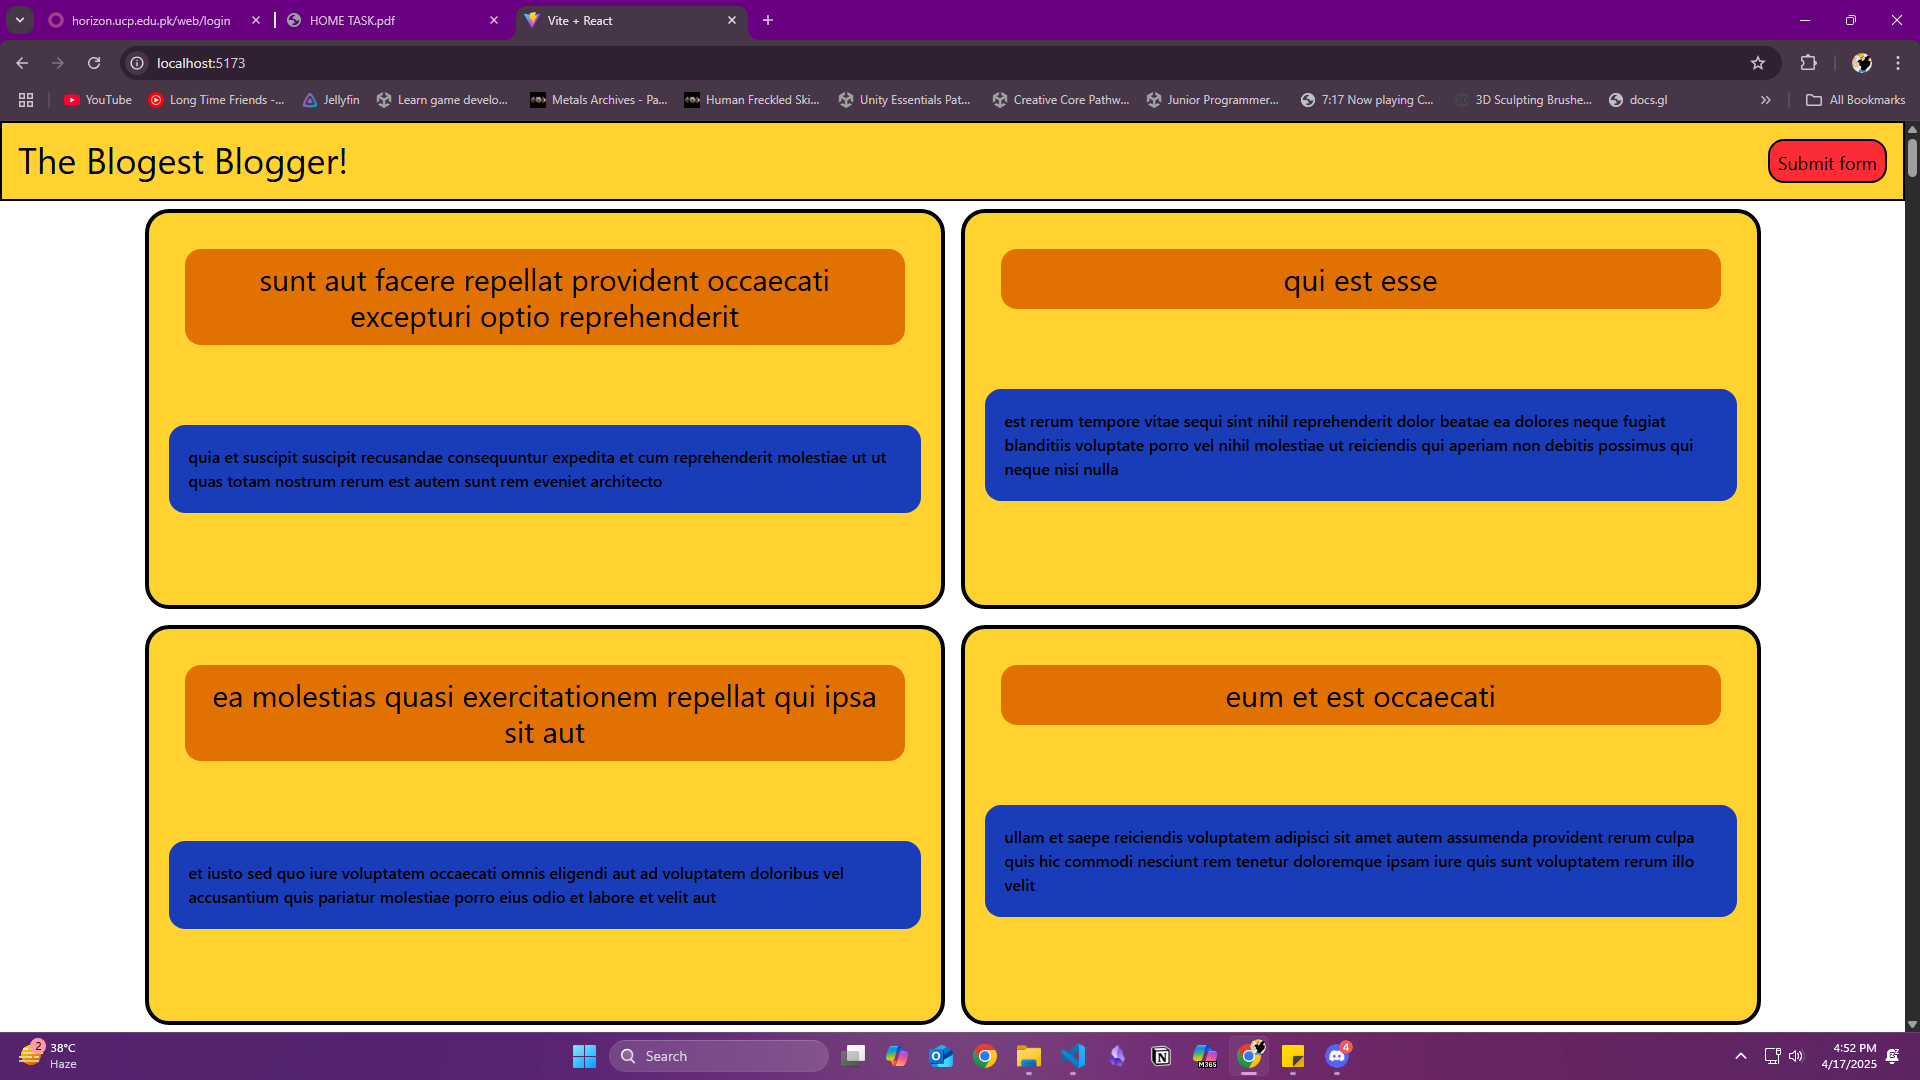 horizon.ucp.edu.pk/web/login
HOME TASK.pdf
Vite + React
localhost:5173
YouTube
Long Time Friends -...
Jellyfin
Learn game develo...
Metals Archives - Pa...
Human Freckled Ski...
Unity Essentials Pat...
Creative Core Pathw...
Junior Programmer...
7:17 Now playing C...
3D Sculpting Brushe...
docs.gl
All Bookmarks
The Blogest Blogger!
Submit form
sunt aut facere repellat provident occaecati
excepturi optio reprehenderit
quia et suscipit suscipit recusandae consequuntur expedita et cum reprehenderit molestiae ut ut
quas totam nostrum rerum est autem sunt rem eveniet architecto
qui est esse
est rerum tempore vitae sequi sint nihil reprehenderit dolor beatae ea dolores neque fugiat
blanditiis voluptate porro vel nihil molestiae ut reiciendis qui aperiam non debitis possimus qui
neque nisi nulla
ea molestias quasi exercitationem repellat qui ipsa
sit aut
et iusto sed quo iure voluptatem occaecati omnis eligendi aut ad voluptatem doloribus vel
accusantium quis pariatur molestiae porro eius odio et labore et velit aut
eum et est occaecati
ullam et saepe reiciendis voluptatem adipisci sit amet autem assumenda provident rerum culpa
quis hic commodi nesciunt rem tenetur doloremque ipsam iure quis sunt voluptatem rerum illo
velit
2
38°C
Haze
Search
M365
4
4:52 PM
4/17/2025